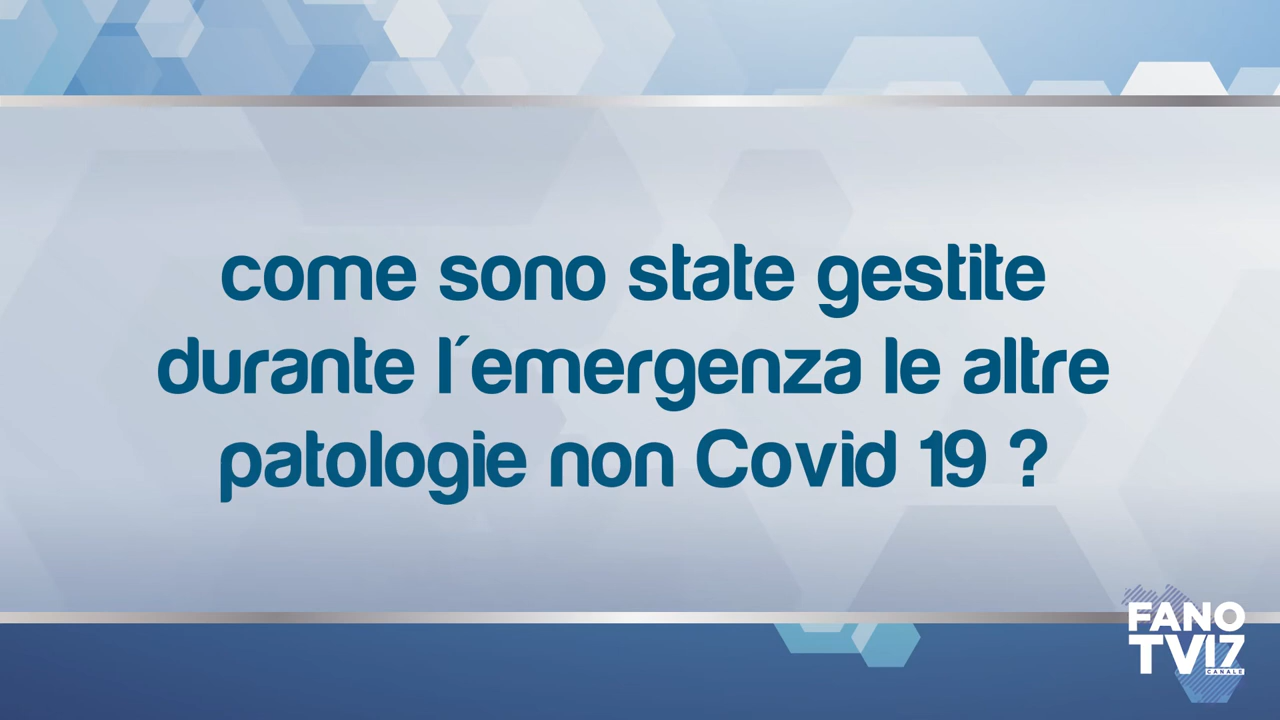 come sono state gestite
durante l´emergenza le altre
patologie non Covid 19 ?
FANO
TV17
CANALE